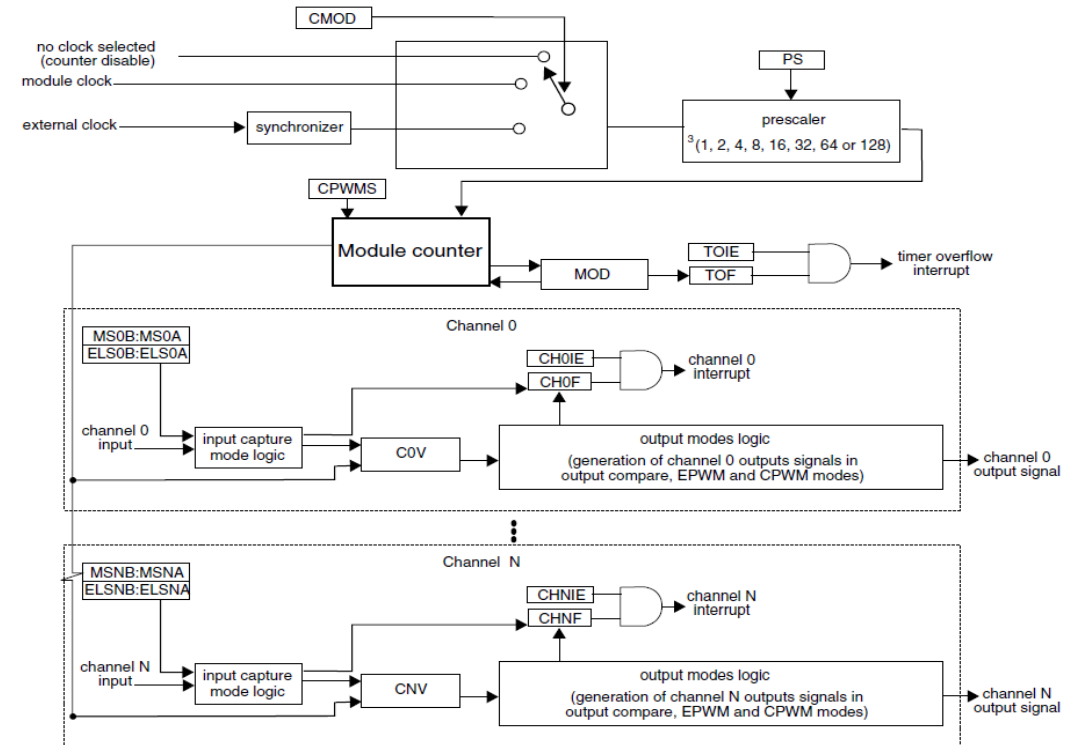 CMOD
no clock selected
(counter disable)
module clock
external clock
synchronizer
PS
prescaler
3 (1, 2, 4, 8, 16, 32, 64 or 128)
CPWMS
Module counter
MOD
TOIE
TOF
timer overflow
interrupt
Channel 0
MS0B:MS0A
ELS0B:ELS0A
CH0IE
CH0F
channel 0
interrupt
channel 0
input
input capture
mode logic
C0V
output modes logic
(generation of channel 0 outputs signals in
output compare, EPWM and CPWM modes)
channel 0
output signal
Channel N
MSNB:MSNA
ELSNB:ELSNA
CHNIE
CHNF
channel N
interrupt
channel N
input
input capture
mode logic
CNV
output modes logic
(generation of channel N outputs signals in
output compare, EPWM and CPWM modes)
channel N
output signal